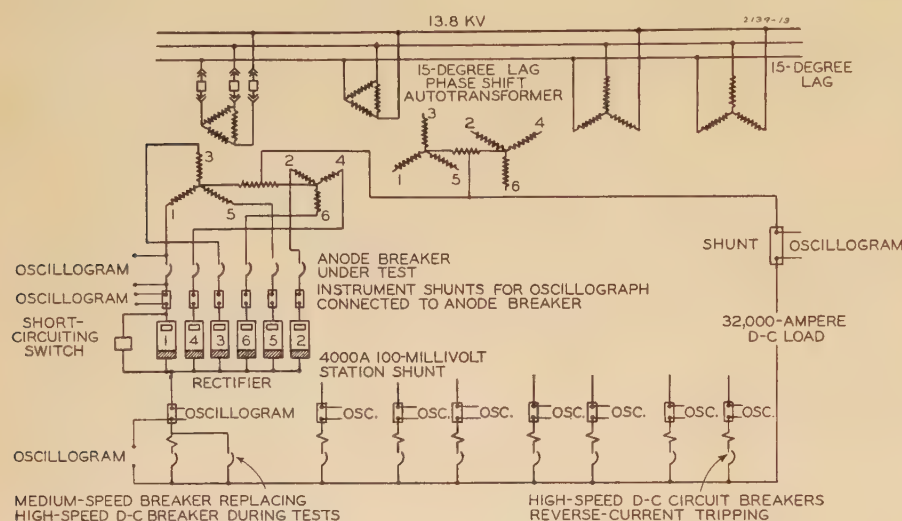 13.8 KV
2139-13
15-DEGREE LAG
PHASE SHIFT
AUTOTRANSFORMER
15-DEGREE
LAG
3
2
4
1
5
6
3
2
4
1
5
6
SHUNT
OSCILLOGRAM
OSCILLOGRAM
ANODE BREAKER
UNDER TEST
OSCILLOGRAM
INSTRUMENT SHUNTS FOR OSCILLOGRAPH
CONNECTED TO ANODE BREAKER
SHORT-
CIRCUITING
SWITCH
1 4 3 6 5 2
32,000-AMPERE
D-C LOAD
RECTIFIER
4000A 100-MILLIVOLT
STATION SHUNT
OSCILLOGRAM
OSC. OSC. OSC. OSC. OSC. OSC. OSC.
OSCILLOGRAM
MEDIUM-SPEED BREAKER REPLACING
HIGH-SPEED D-C BREAKER DURING TESTS
HIGH-SPEED D-C CIRCUIT BREAKERS
REVERSE-CURRENT TRIPPING